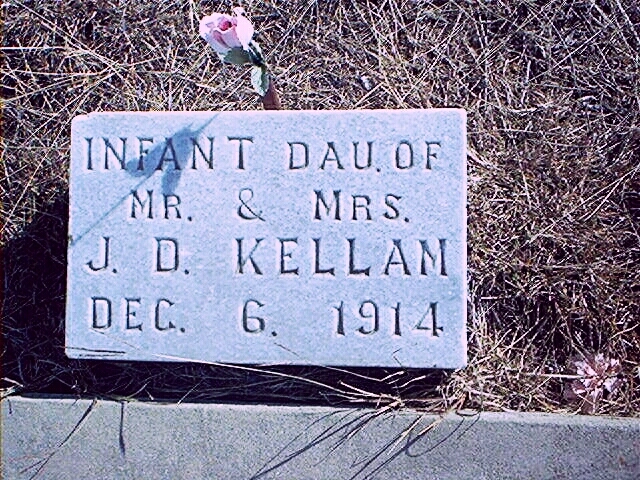 INFANT DAU. OF
MR. & MRS.
J. D. KELLAM
DEC. 6. 1914